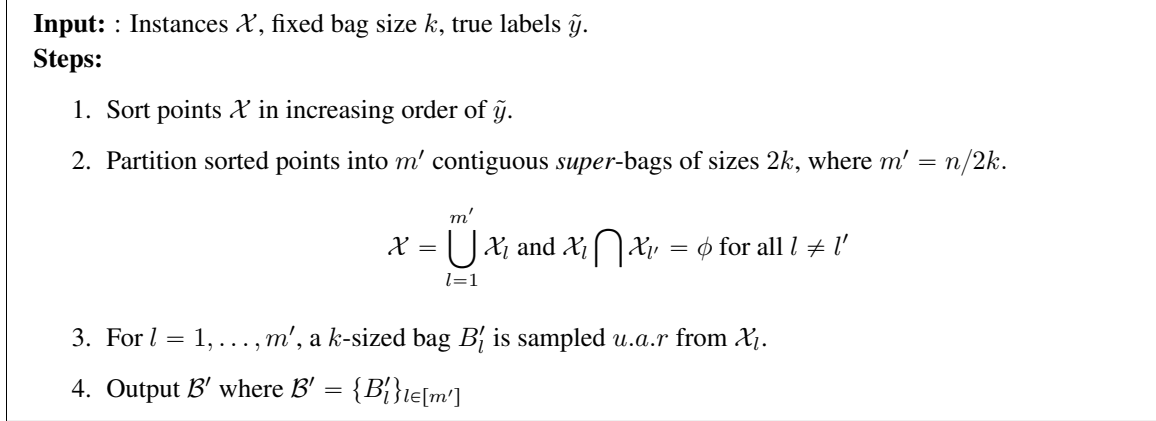 Input: : Instances 𝒳, fixed bag size k, true labels ỹ.
Steps:
1. Sort points 𝒳 in increasing order of ỹ.
2. Partition sorted points into m′ contiguous super-bags of sizes 2k, where m′ = n/2k.
𝒳 = ⋃_{l=1}^{m′} 𝒳_l and 𝒳_l ⋂ 𝒳_{l′} = ϕ for all l ≠ l′
3. For l = 1, . . . , m′, a k-sized bag B′_l is sampled u.a.r from 𝒳_l.
4. Output ℬ′ where ℬ′ = {B′_l}_{l∈[m′]}